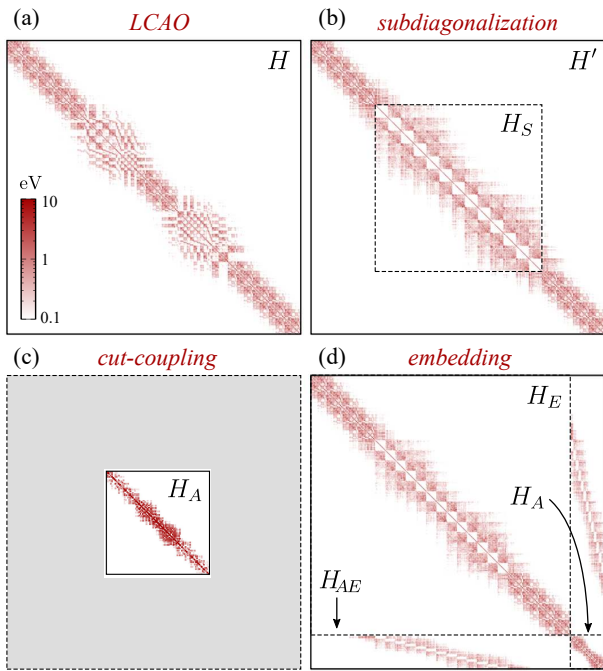 (a) LCAO
H
eV
10
1
0.1
(b) subdiagonalization
H′
H_S
(c) cut-coupling
H_A
(d) embedding
H_E
H_A
H_AE